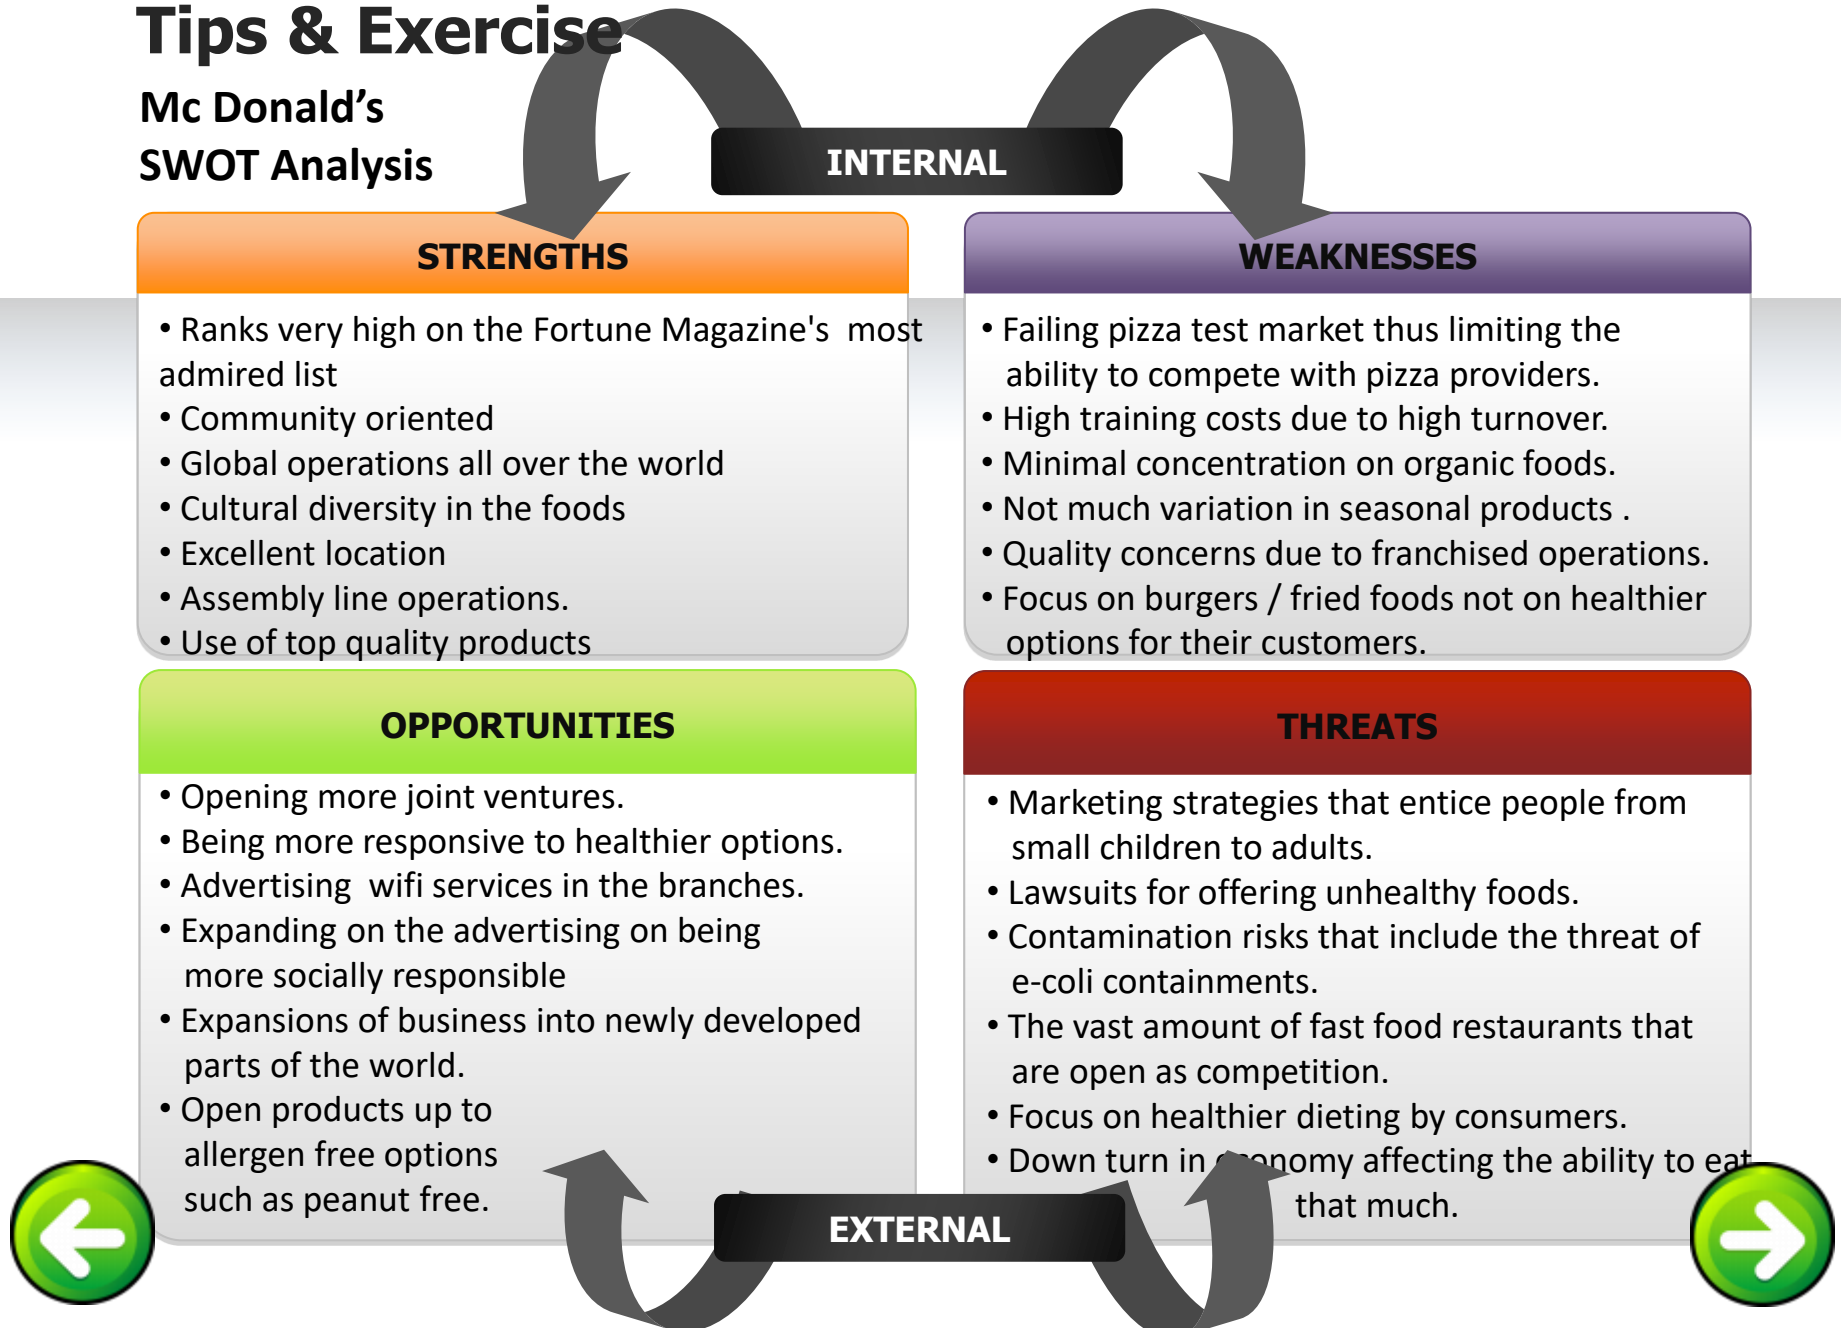 Tips & Exercise
Mc Donald’s
SWOT Analysis
INTERNAL
STRENGTHS
• Ranks very high on the Fortune Magazine's  most
admired list
• Community oriented
• Global operations all over the world
• Cultural diversity in the foods
• Excellent location
• Assembly line operations.
• Use of top quality products
WEAKNESSES
• Failing pizza test market thus limiting the
ability to compete with pizza providers.
• High training costs due to high turnover.
• Minimal concentration on organic foods.
• Not much variation in seasonal products .
• Quality concerns due to franchised operations.
• Focus on burgers / fried foods not on healthier
options for their customers.
OPPORTUNITIES
• Opening more joint ventures.
• Being more responsive to healthier options.
• Advertising  wifi services in the branches.
• Expanding on the advertising on being
more socially responsible
• Expansions of business into newly developed
parts of the world.
• Open products up to
allergen free options
such as peanut free.
THREATS
• Marketing strategies that entice people from
small children to adults.
• Lawsuits for offering unhealthy foods.
• Contamination risks that include the threat of
e-coli containments.
• The vast amount of fast food restaurants that
are open as competition.
• Focus on healthier dieting by consumers.
• Down turn in economy affecting the ability to eat
that much.
EXTERNAL